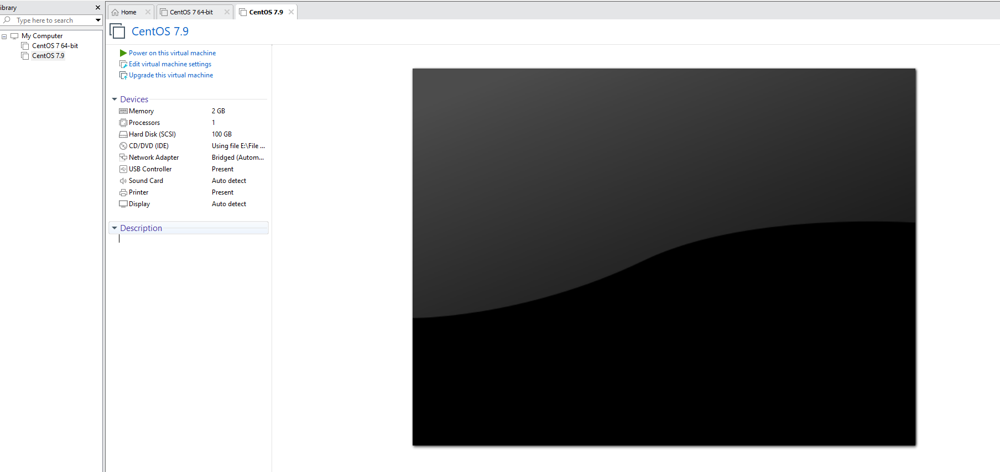 ibrary
Type here to search
My Computer
CentOS 7 64-bit
CentOS 7.9
Home
CentOS 7 64-bit
CentOS 7.9
CentOS 7.9
Power on this virtual machine
Edit virtual machine settings
Upgrade this virtual machine
Devices
Memory 2 GB
Processors 1
Hard Disk (SCSI) 100 GB
CD/DVD (IDE) Using file E:\File ...
Network Adapter Bridged (Autom...
USB Controller Present
Sound Card Auto detect
Printer Present
Display Auto detect
Description